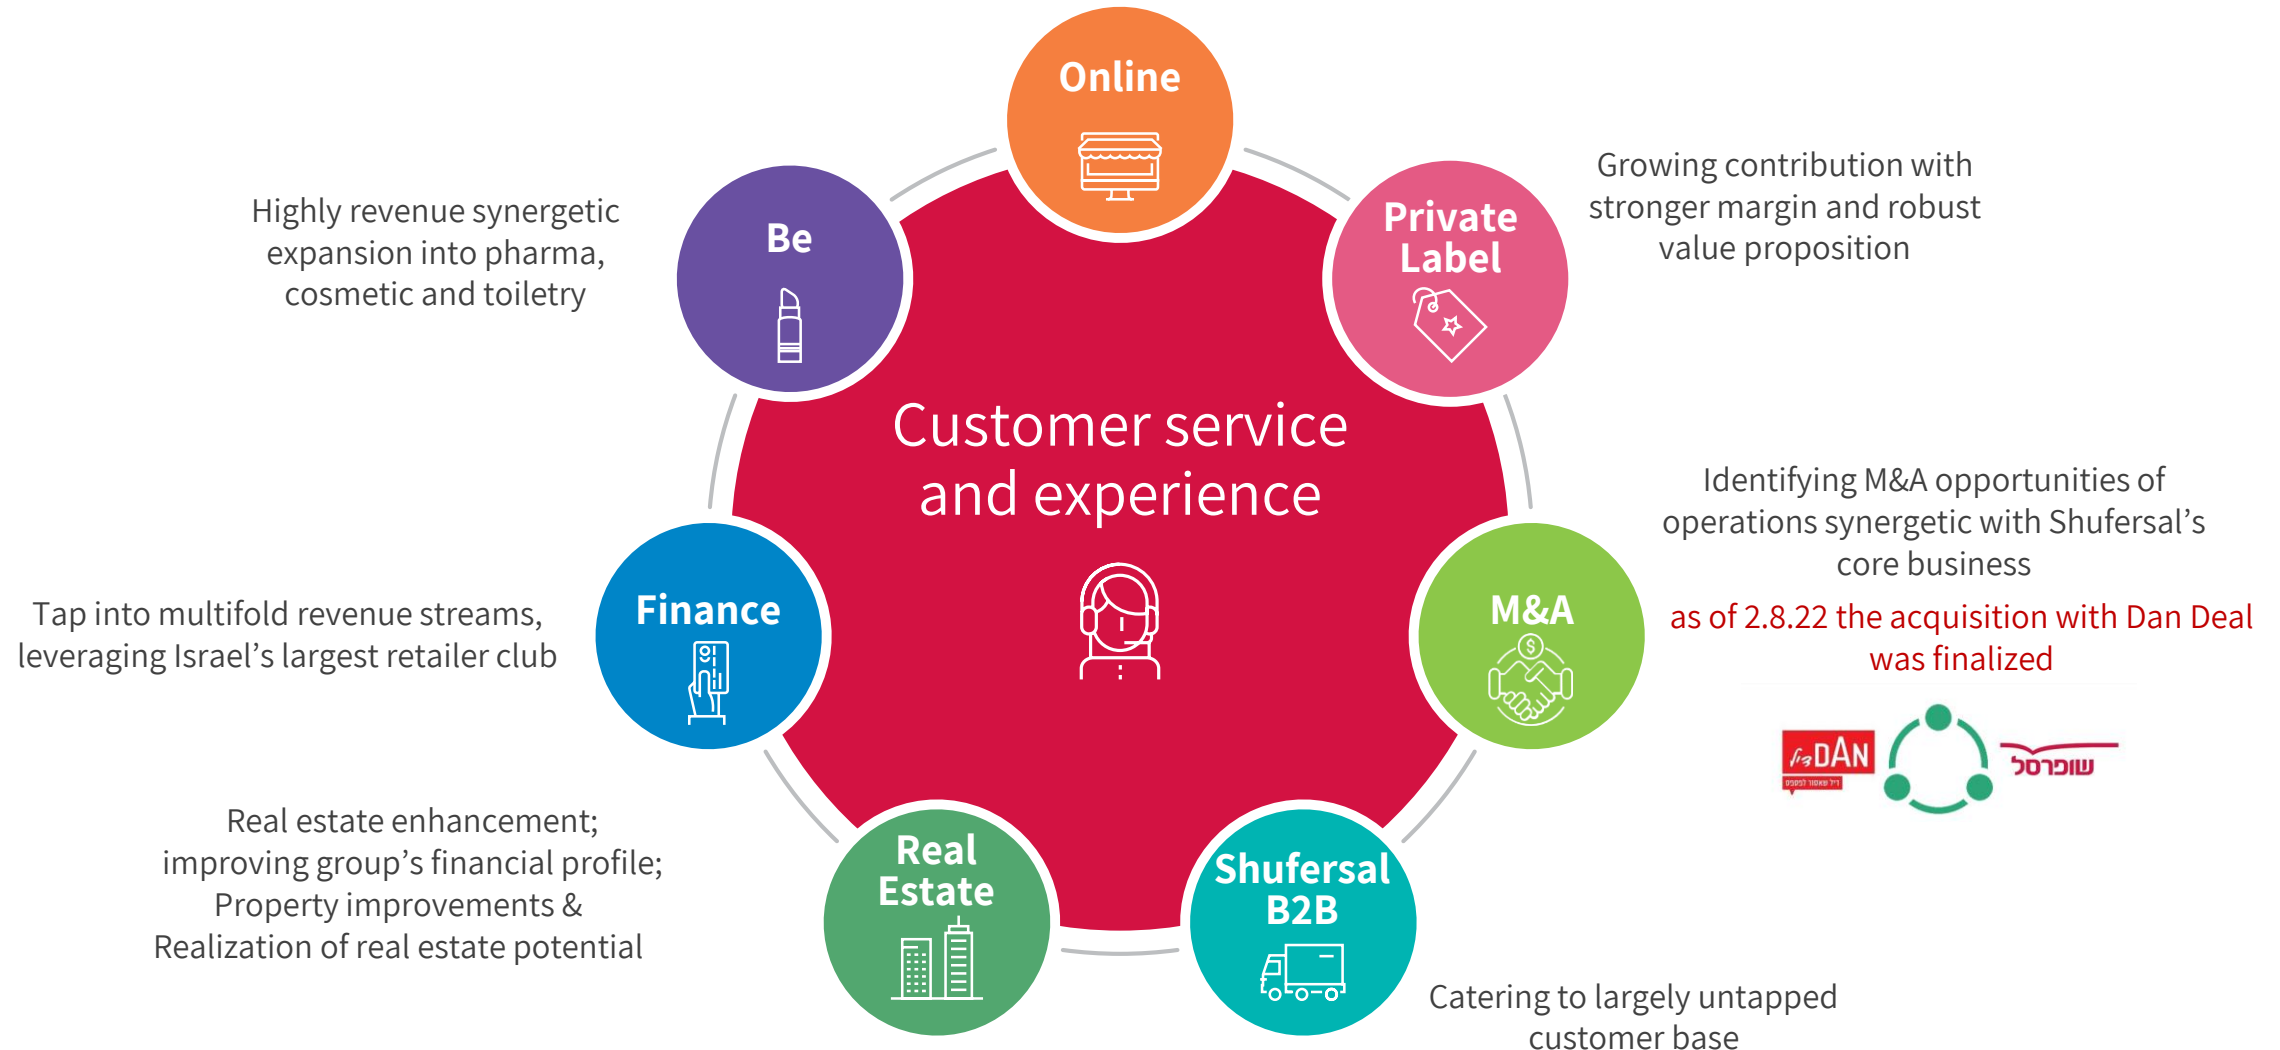 Online
Private
Label
Growing contribution with
stronger margin and robust
value proposition
Be
Highly revenue synergetic
expansion into pharma,
cosmetic and toiletry
Customer service
and experience
M&A
Identifying M&A opportunities of
operations synergetic with Shufersal’s
core business
as of 2.8.22 the acquisition with Dan Deal
was finalized
דיל DAN
דיל שאסור לפספס
שופרסל
Finance
Tap into multifold revenue streams,
leveraging Israel’s largest retailer club
Real
Estate
Real estate enhancement;
improving group’s financial profile;
Property improvements &
Realization of real estate potential
Shufersal
B2B
Catering to largely untapped
customer base